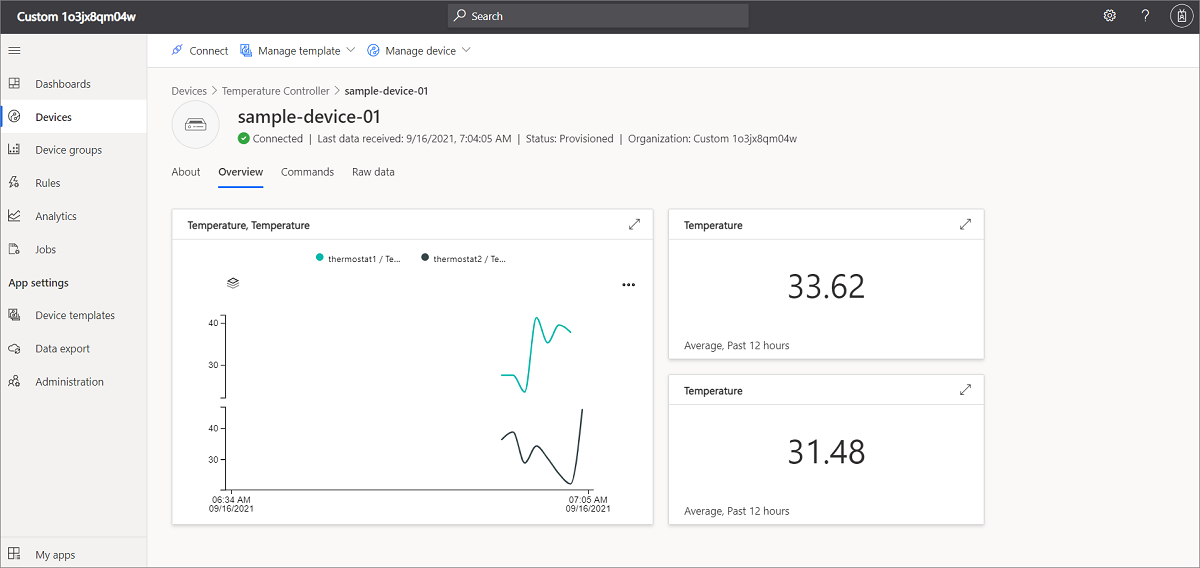 Custom 1o3jx8qm04w
Search
?
Connect
Manage template
Manage device
Dashboards
Devices
Device groups
Rules
Analytics
Jobs
App settings
Device templates
Data export
Administration
My apps
Devices > Temperature Controller > sample-device-01
sample-device-01
Connected | Last data received: 9/16/2021, 7:04:05 AM | Status: Provisioned | Organization: Custom 1o3jx8qm04w
About Overview Commands Raw data
Temperature, Temperature
thermostat1 / Te... thermostat2 / Te...
40
30
40
30
06:34 AM 07:05 AM
09/16/2021 09/16/2021
Temperature
33.62
Average, Past 12 hours
Temperature
31.48
Average, Past 12 hours